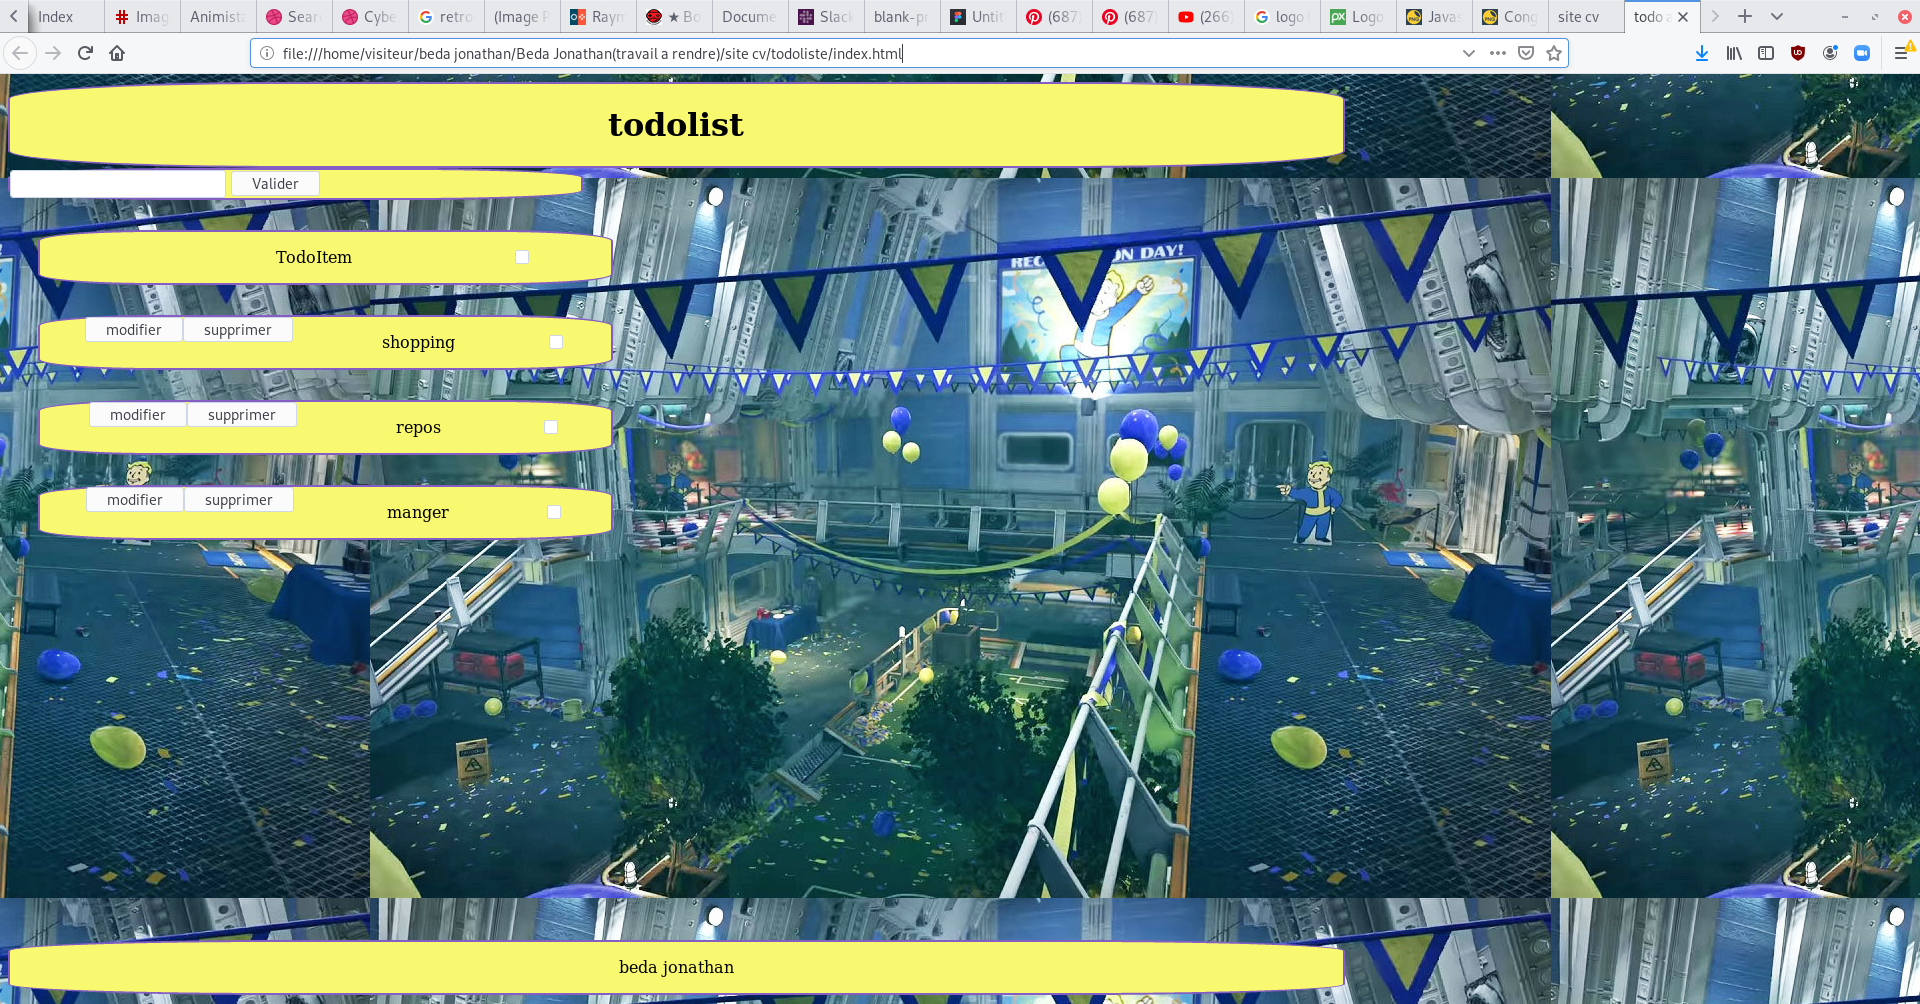 Index
Imag
Animista
Sear
Cybe
retro
(Image P
Rayn
★ Bo
Docume
Slack
blank-pr
Untit
(687)
(687)
(266)
logo
Logo
Javas
Cong
site cv
todo a
file:///home/visiteur/beda jonathan/Beda Jonathan(travail a rendre)/site cv/todoliste/index.html
todolist
Valider
ON DAY!
TodoItem
modifier supprimer shopping
modifier supprimer repos
modifier supprimer manger
beda jonathan